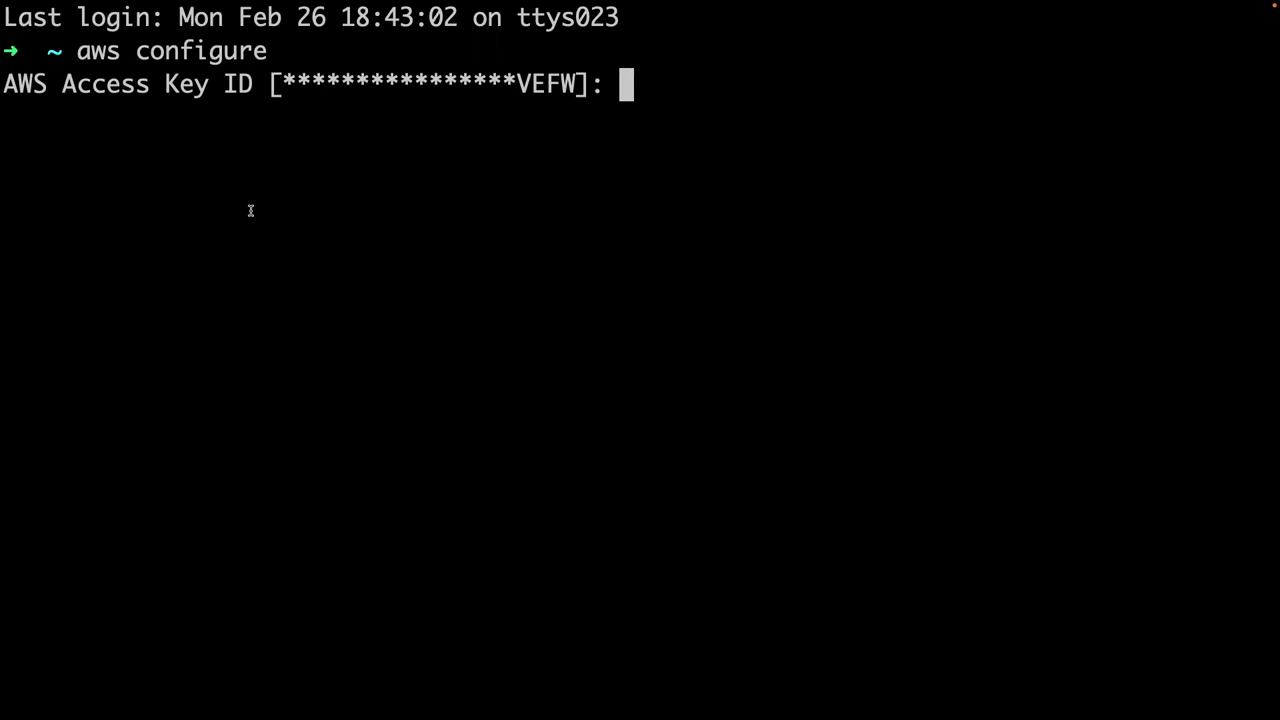 Last login: Mon Feb 26 18:43:02 on ttys023
➜  ~ aws configure
AWS Access Key ID [****************VEFW]: